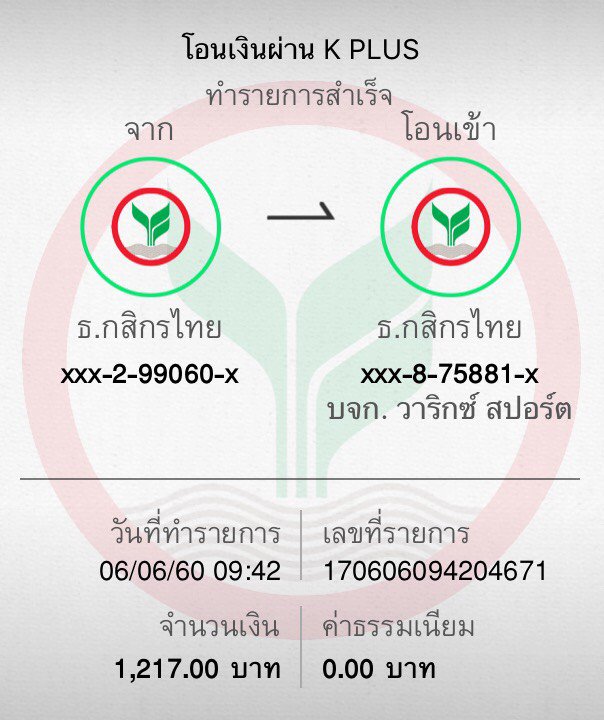 โอนเงินผ่าน K PLUS
ทำรายการสำเร็จ
จาก
โอนเข้า
ธ.กสิกรไทย
ธ.กสิกรไทย
xxx-2-99060-x
xxx-8-75881-x
บจก. วาริกซ์ สปอร์ต
วันที่ทำรายการ
เลขที่รายการ
06/06/60 09:42
170606094204671
จำนวนเงิน
ค่าธรรมเนียม
1,217.00 บาท
0.00 บาท